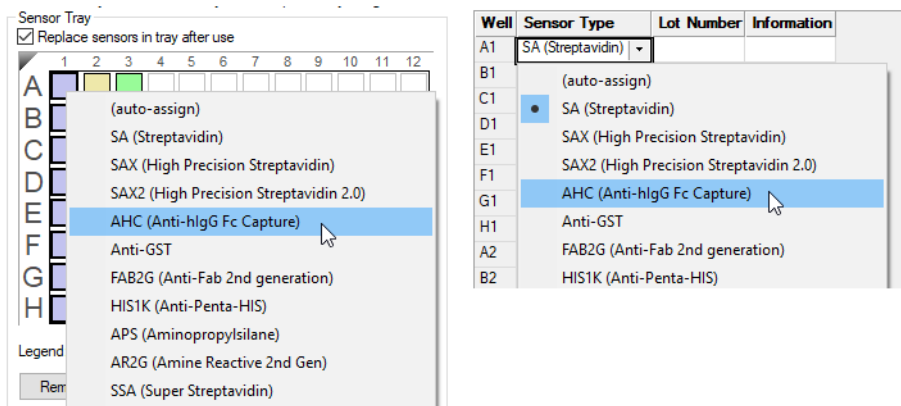 Sensor Tray
Replace sensors in tray after use
1 2 3 4 5 6 7 8 9 10 11 12
A
B
C
D
E
F
G
H
(auto-assign)
SA (Streptavidin)
SAX (High Precision Streptavidin)
SAX2 (High Precision Streptavidin 2.0)
AHC (Anti-hIgG Fc Capture)
Anti-GST
FAB2G (Anti-Fab 2nd generation)
HIS1K (Anti-Penta-HIS)
APS (Aminopropylsilane)
AR2G (Amine Reactive 2nd Gen)
SSA (Super Streptavidin)
Legend
Rem
Well Sensor Type Lot Number Information
A1 SA (Streptavidin)
B1
C1
D1
E1
F1
G1
H1
A2
B2
(auto-assign)
SA (Streptavidin)
SAX (High Precision Streptavidin)
SAX2 (High Precision Streptavidin 2.0)
AHC (Anti-hIgG Fc Capture)
Anti-GST
FAB2G (Anti-Fab 2nd generation)
HIS1K (Anti-Penta-HIS)